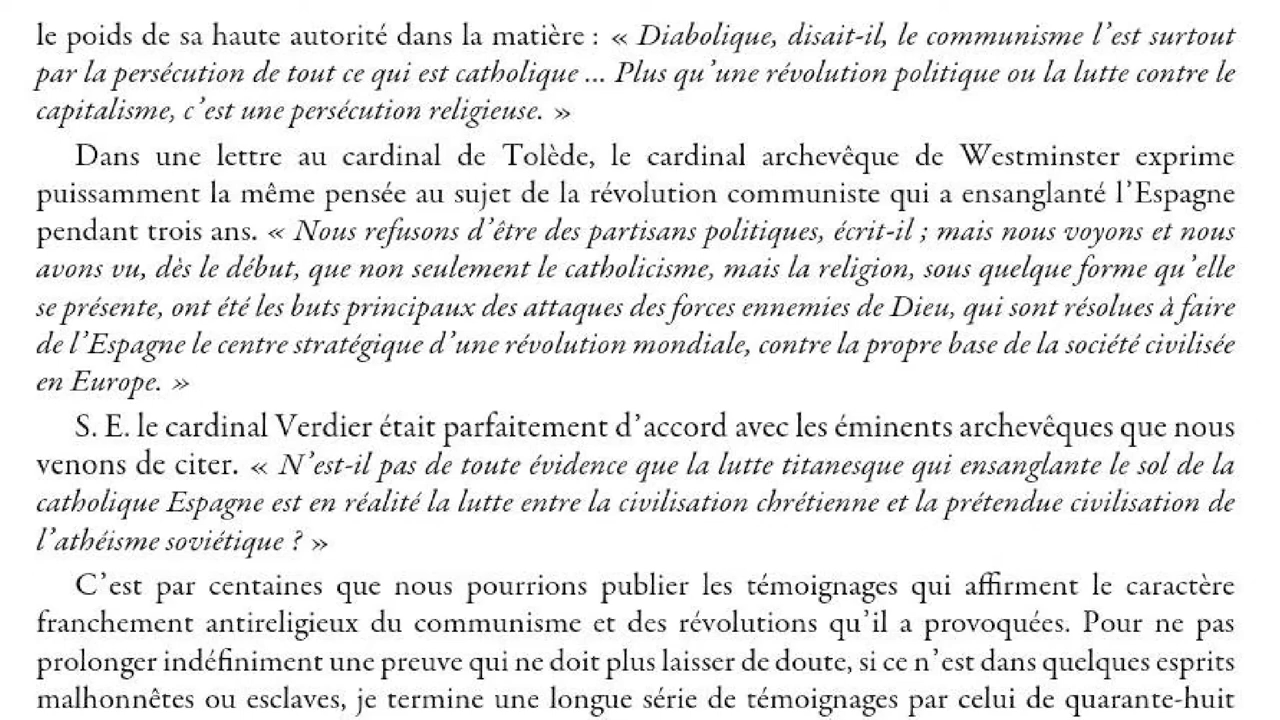 le poids de sa haute autorité dans la matière : « Diabolique, disait-il, le communisme l’est surtout
par la persécution de tout ce qui est catholique ... Plus qu’une révolution politique ou la lutte contre le
capitalisme, c’est une persécution religieuse. »
Dans une lettre au cardinal de Tolède, le cardinal archevêque de Westminster exprime
puissamment la même pensée au sujet de la révolution communiste qui a ensanglanté l’Espagne
pendant trois ans. « Nous refusons d’être des partisans politiques, écrit-il ; mais nous voyons et nous
avons vu, dès le début, que non seulement le catholicisme, mais la religion, sous quelque forme qu’elle
se présente, ont été les buts principaux des attaques des forces ennemies de Dieu, qui sont résolues à faire
de l’Espagne le centre stratégique d’une révolution mondiale, contre la propre base de la société civilisée
en Europe. »
S. E. le cardinal Verdier était parfaitement d’accord avec les éminents archevêques que nous
venons de citer. « N’est-il pas de toute évidence que la lutte titanesque qui ensanglante le sol de la
catholique Espagne est en réalité la lutte entre la civilisation chrétienne et la prétendue civilisation de
l’athéisme soviétique ? »
C’est par centaines que nous pourrions publier les témoignages qui affirment le caractère
franchement antireligieux du communisme et des révolutions qu’il a provoquées. Pour ne pas
prolonger indéfiniment une preuve qui ne doit plus laisser de doute, si ce n’est dans quelques esprits
malhonnêtes ou esclaves, je termine une longue série de témoignages par celui de quarante-huit